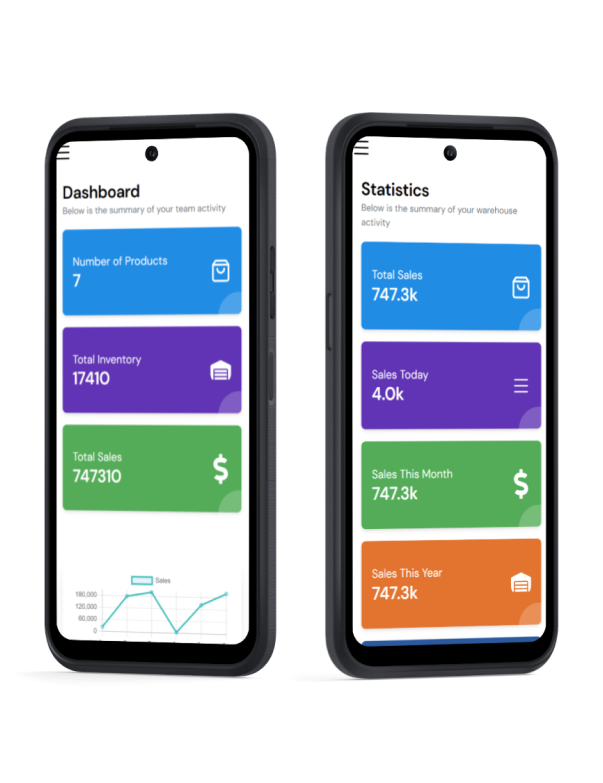 Dashboard
Below is the summary of your team activity
Number of Products
7
Total Inventory
17410
Total Sales
747310
Sales
180,000
120,000
60,000
0
Statistics
Below is the summary of your warehouse
activity
Total Sales
747.3k
Sales Today
4.0k
Sales This Month
747.3k
Sales This Year
747.3k